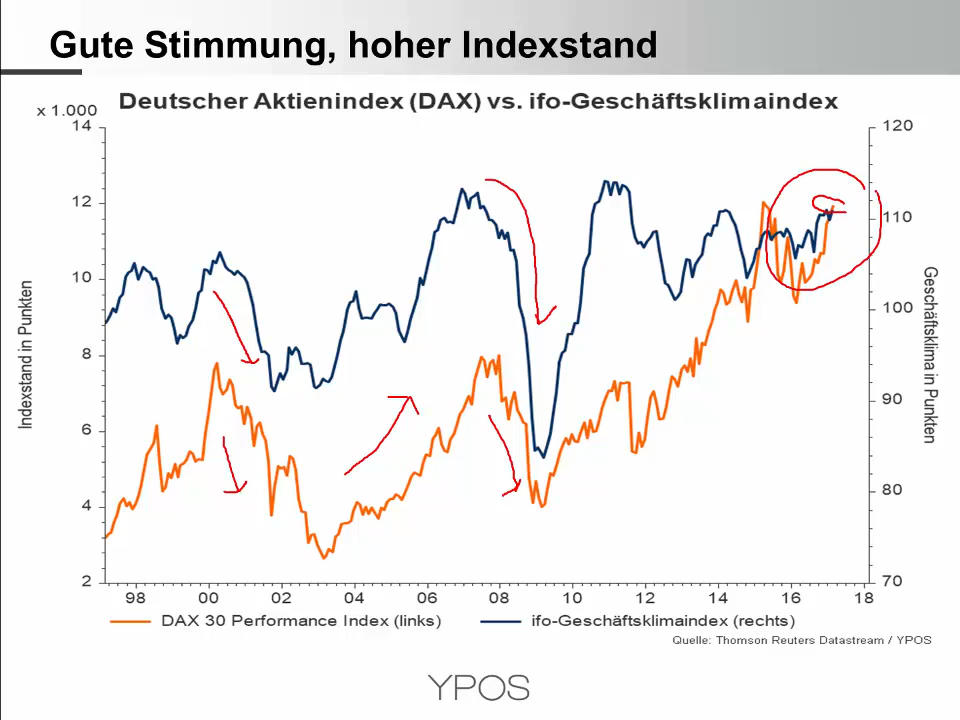 Gute Stimmung, hoher Indexstand
Deutscher Aktienindex (DAX) vs. ifo-Geschäftsklimaindex
x 1.000
14
12
10
8
6
4
2
Indexstand in Punkten
120
110
100
90
80
70
Geschäftsklima in Punkten
98 00 02 04 06 08 10 12 14 16 18
DAX 30 Performance Index (links) ifo-Geschäftsklimaindex (rechts)
Quelle: Thomson Reuters Datastream / YPOS
YPOS